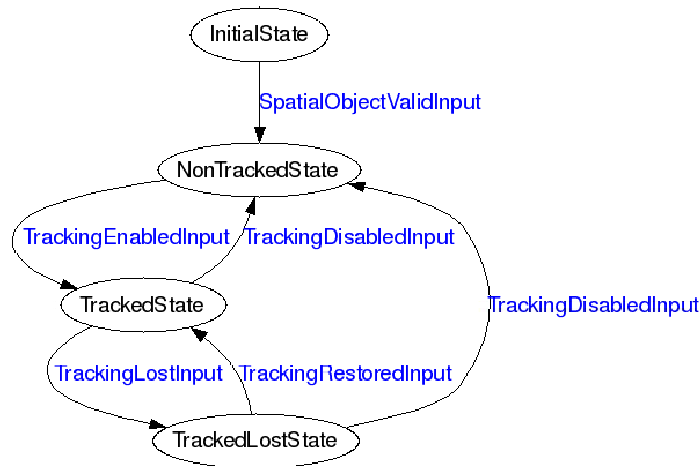 InitialState
SpatialObjectValidInput
NonTrackedState
TrackingEnabledInput
TrackingDisabledInput
TrackedState
TrackingDisabledInput
TrackingLostInput
TrackingRestoredInput
TrackedLostState